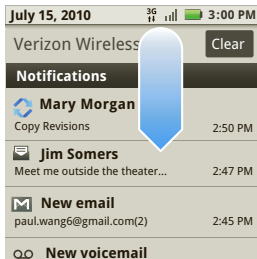 July 15, 2010 3G 3:00 PM
Verizon Wireless Clear
Notifications
Mary Morgan
Copy Revisions 2:50 PM
Jim Somers
Meet me outside the theater... 2:47 PM
New email
paul.wang6@gmail.com(2) 2:45 PM
New voicemail